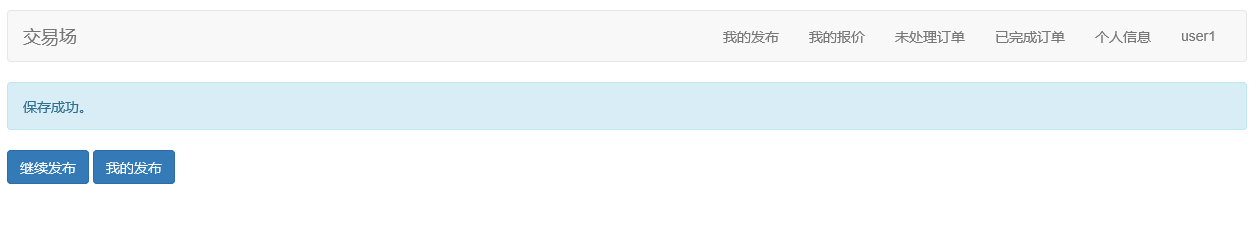 交易场 我的发布 我的报价 未处理订单 已完成订单 个人信息 user1
保存成功。
继续发布 我的发布